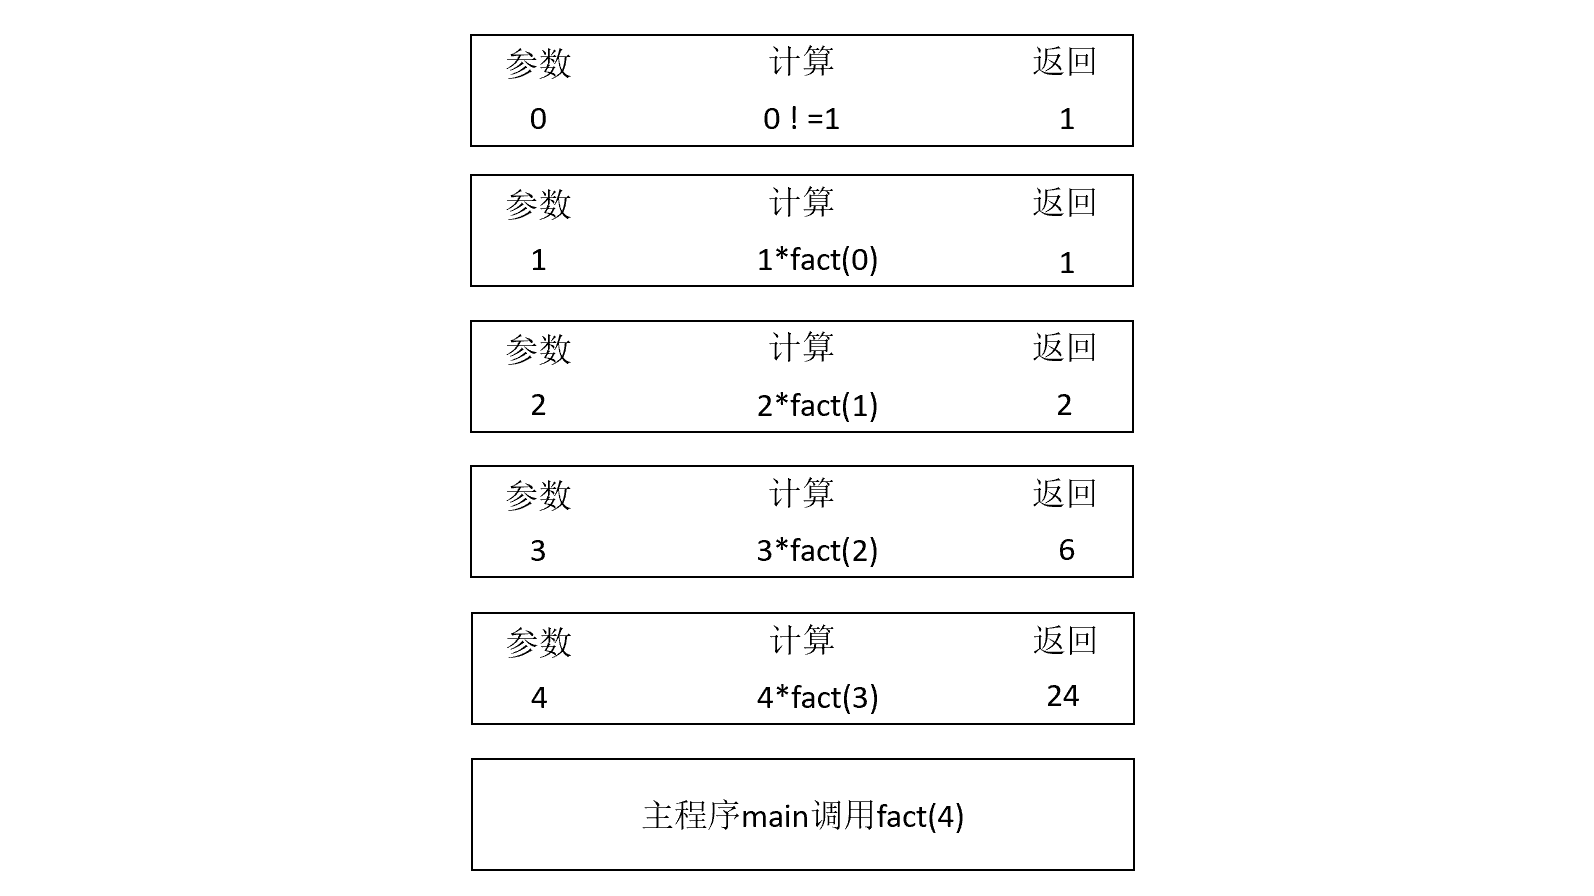 参数 计算 返回
0 0 ! =1 1
参数 计算 返回
1 1*fact(0) 1
参数 计算 返回
2 2*fact(1) 2
参数 计算 返回
3 3*fact(2) 6
参数 计算 返回
4 4*fact(3) 24
主程序main调用fact(4)